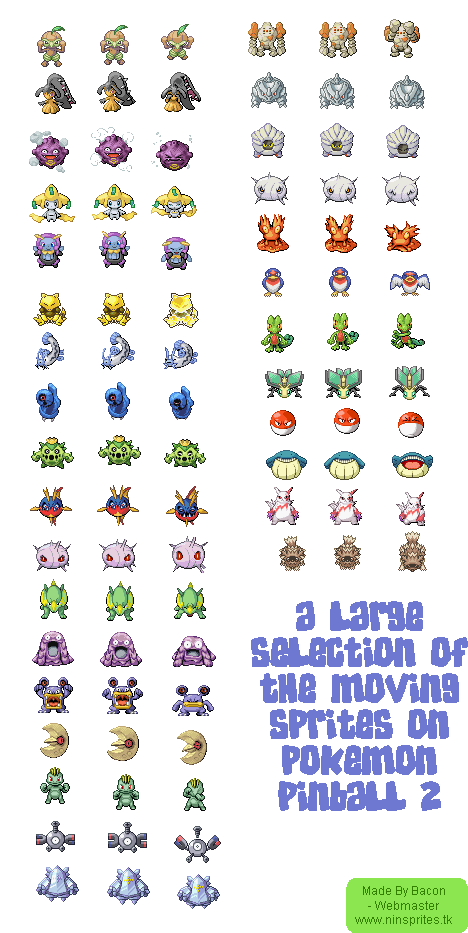 a Large
Selection of
the moving
Sprites on
Pokemon
Pinball 2
Made By Bacon
- Webmaster
www.ninsprites.tk